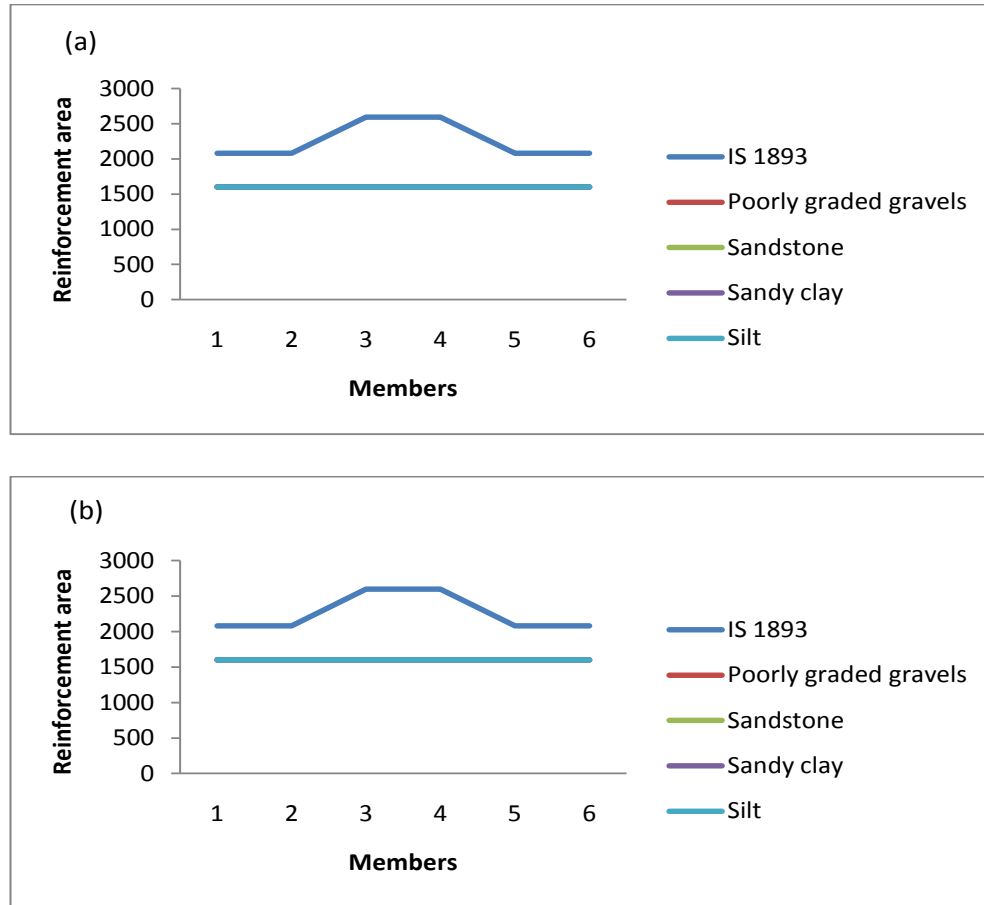 (a)
Reinforcement area
3000
2500
2000
1500
1000
500
0
1 2 3 4 5 6
Members
IS 1893
Poorly graded gravels
Sandstone
Sandy clay
Silt
(b)
Reinforcement area
3000
2500
2000
1500
1000
500
0
1 2 3 4 5 6
Members
IS 1893
Poorly graded gravels
Sandstone
Sandy clay
Silt